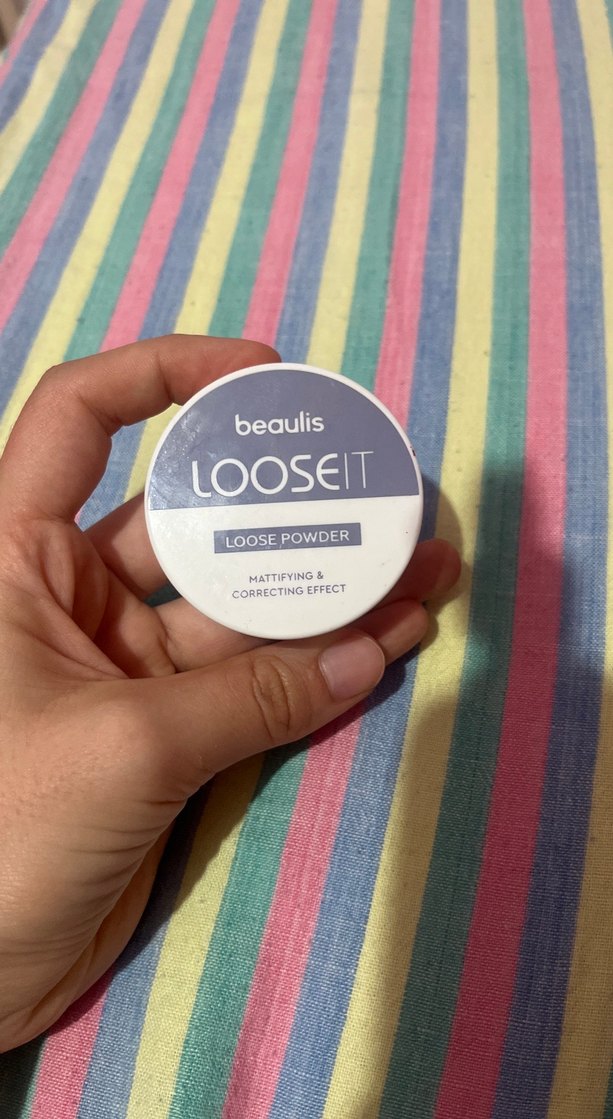 beaulis
LOOSEIT
LOOSE POWDER
MATTIFYING &
CORRECTING EFFECT